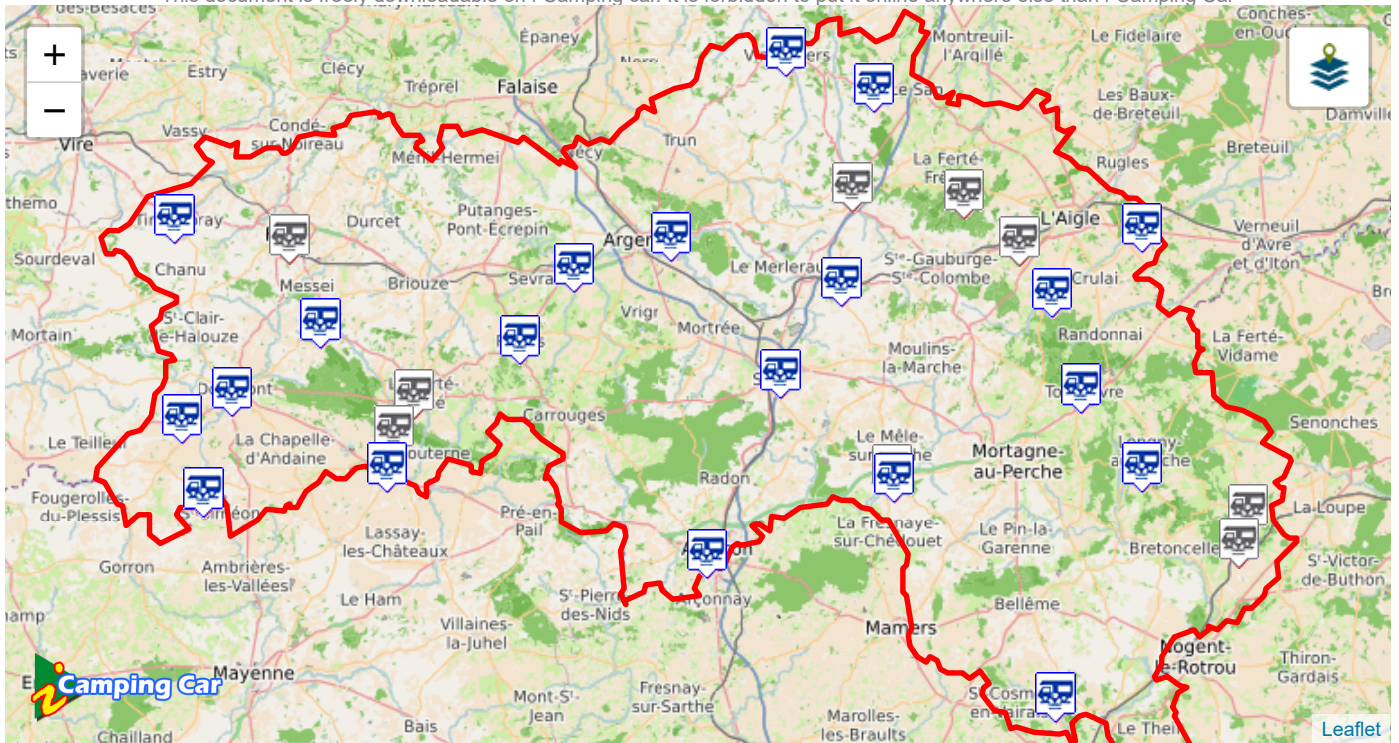 This document is freely downloadable on i-Camping car. It is forbidden to put it online anywhere else than i-Camping Car
des-Besaces
Conches-
+
Épaney
Montreuil-
l'Argillé
Le Fidelaire
Estry
Clécy
Tréprel
Falaise
Le Sap
Les Baux-
de-Breteuil
−
Damville
Vassy
Condé-
sur-Noireau
Vire
Ménil-Hermei
Trun
La Ferté-
Rugles
Breteuil
Durcet
Putanges-
Pont-Écrepin
L'Aigle
Verneuil
d'Avre
et d'Iton
Sourdeval
Chanu
Le Merlerault
Ste-Gauburge-
Ste-Colombe
Crulai
Messei
Briouze
Mortain
St-Clair-
de-Halouze
Mortrée
Randonnai
La Ferté-
Vidame
Moulins-
la-Marche
Carrouges
Senonches
Le Teilleul
La Chapelle-
d'Andaine
Le Mêle-
Mortagne-
au-Perche
Radon
Fougerolles-
du-Plessis
Pré-en-
Pail
La Fresnaye-
sur-Chédouet
Le Pin-la-
Garenne
La Loupe
Lassay-
les-Châteaux
Bretoncelles
Gorron
Ambrières-
les-Vallées
St-Victor-
de-Buthon
Le Ham
St-Pierre-
des-Nids
Arçonnay
Bellême
Villaines-
la-Juhel
Mamers
Nogent-
le-Rotrou
Mayenne
Thiron-
Gardais
i Camping Car
Mont-St-
Jean
Fresnay-
sur-Sarthe
Bais
Marolles-
les-Braults
Le Theil
Chailland
Leaflet